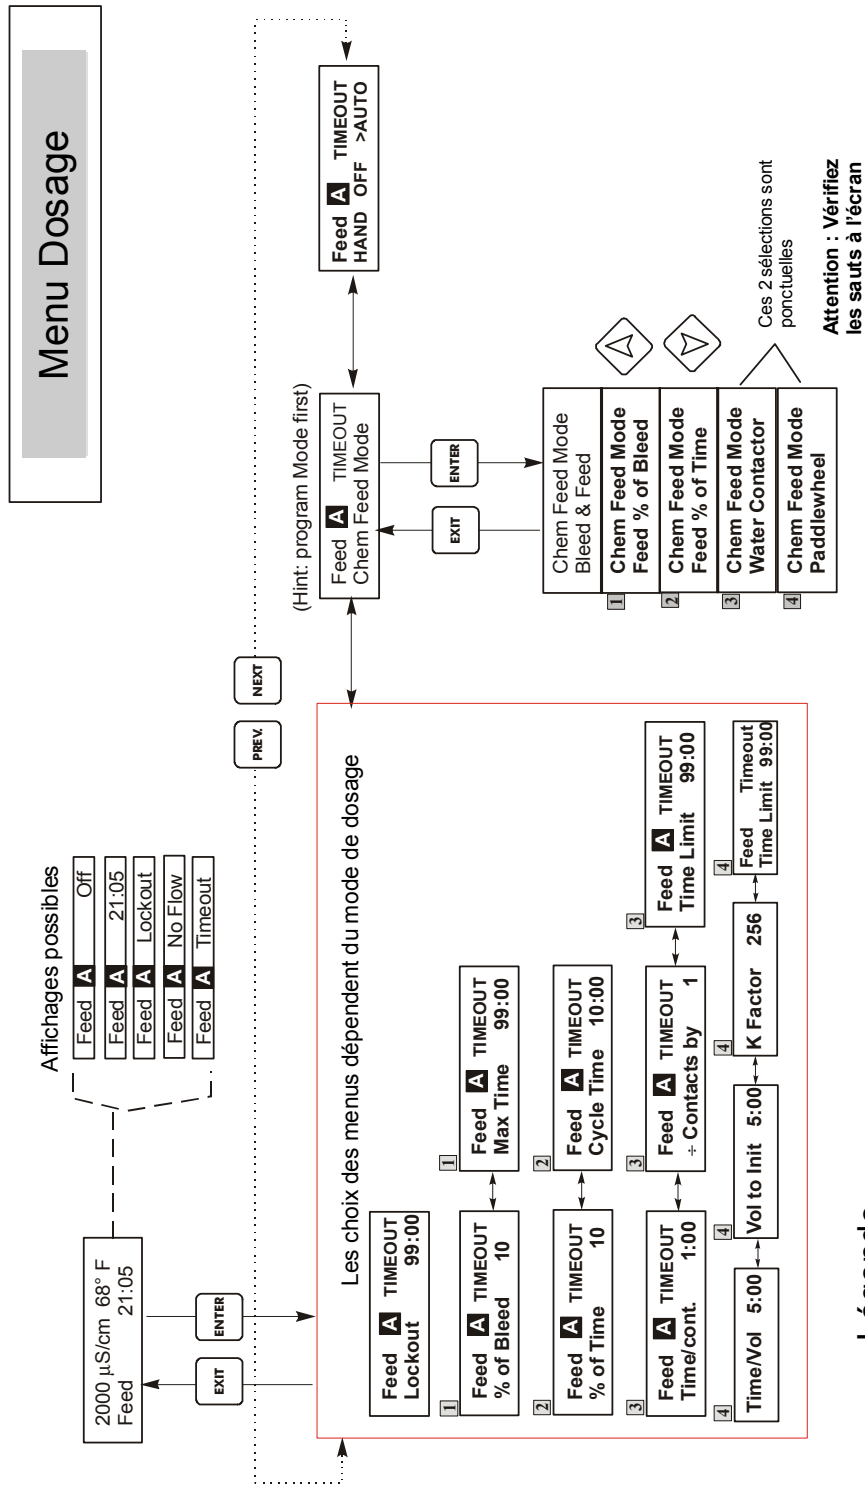 Menu Dosage
Affichages possibles
2000 µS/cm 68° F
Feed 21:05
Feed A Off
Feed A 21:05
Feed A Lockout
Feed A No Flow
Feed A Timeout
EXIT
ENTER
PREV.
NEXT
Les choix des menus dépendent du mode de dosage
Feed A TIMEOUT
Lockout 99:00
1
Feed A TIMEOUT
% of Bleed 10
1
Feed A TIMEOUT
Max Time 99:00
2
Feed A TIMEOUT
% of Time 10
2
Feed A TIMEOUT
Cycle Time 10:00
3
Feed A TIMEOUT
Time/cont. 1:00
3
Feed A TIMEOUT
÷ Contacts by 1
3
Feed A TIMEOUT
Time Limit 99:00
4
Time/Vol 5:00
4
Vol to Init 5:00
4
K Factor 256
4
Feed Timeout
Time Limit 99:00
(Hint: program Mode first)
Feed A TIMEOUT
Chem Feed Mode
Feed A TIMEOUT
HAND OFF >AUTO
EXIT
ENTER
Chem Feed Mode
Bleed & Feed
1
Chem Feed Mode
Feed % of Bleed
2
Chem Feed Mode
Feed % of Time
3
Chem Feed Mode
Water Contactor
4
Chem Feed Mode
Paddlewheel
Ces 2 sélections sont
ponctuelles
Attention : Vérifiez
les sauts à l'écran